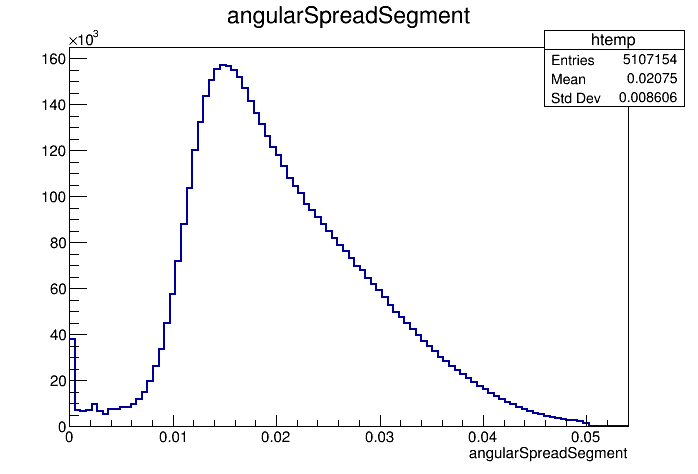 angularSpreadSegment
×10³
htemp
Entries 5107154
Mean 0.02075
Std Dev 0.008606
160
140
120
100
80
60
40
20
0
0 0.01 0.02 0.03 0.04 0.05
angularSpreadSegment